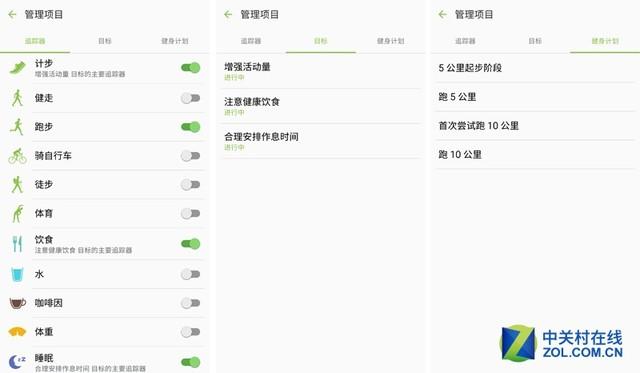 管理项目
追踪器
目标
健身计划
计步
增强活动量 目标的主要追踪器
健走
跑步
骑自行车
徒步
体育
饮食
注意健康饮食 目标的主要追踪器
水
咖啡因
体重
睡眠
合理安排作息时间 目标的主要追踪器
管理项目
追踪器
目标
健身计划
增强活动量
进行中
注意健康饮食
进行中
合理安排作息时间
进行中
管理项目
追踪器
目标
健身计划
5 公里起步阶段
跑 5 公里
首次尝试跑 10 公里
跑 10 公里
中关村在线
ZOL.COM.CN